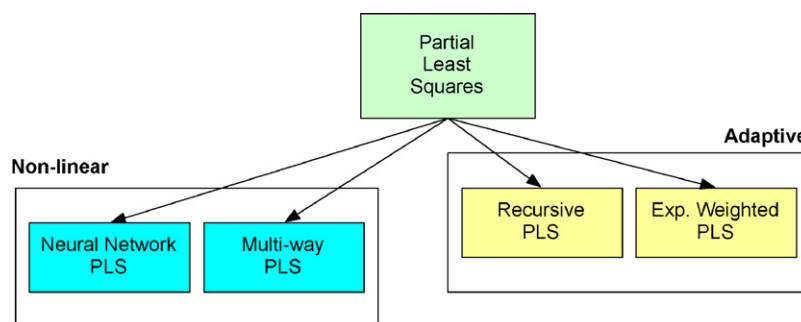 Partial
Least
Squares
Non-linear
Adaptive
Neural Network
PLS
Multi-way
PLS
Recursive
PLS
Exp. Weighted
PLS